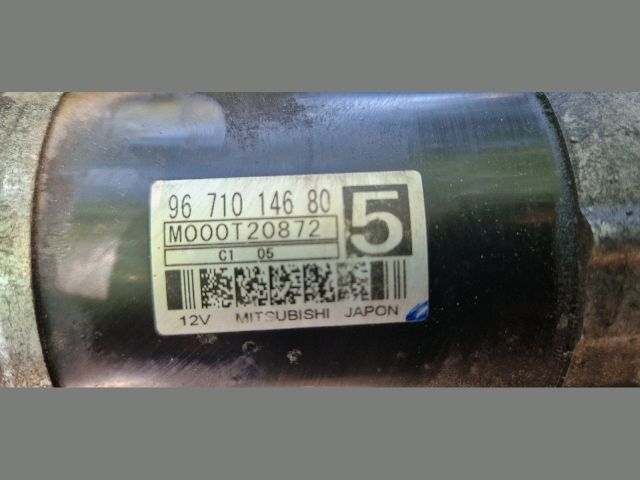 96 710 146 80 5
M000T20872
C1 05
12V MITSUBISHI JAPON